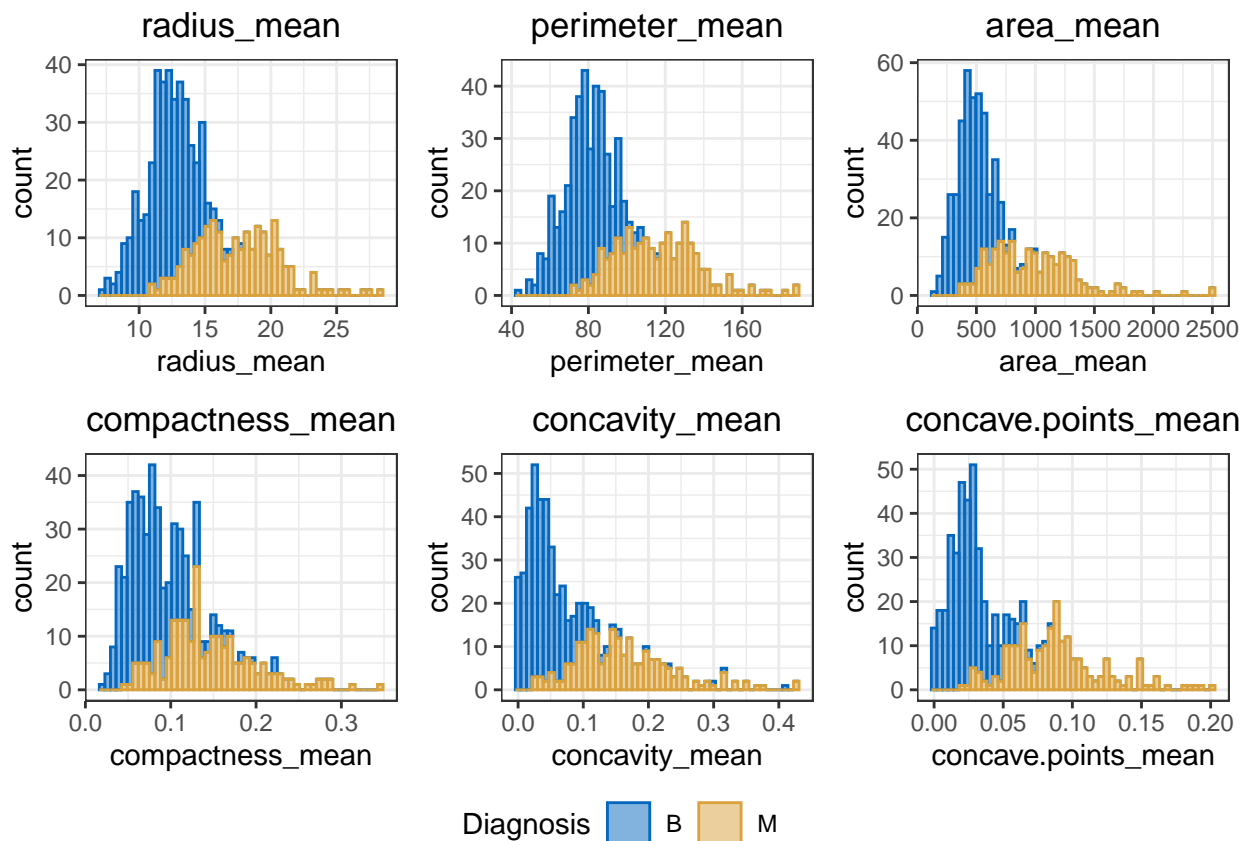 radius_mean
perimeter_mean
area_mean
40
30
20
10
0
count
10 15 20 25
radius_mean
40
30
20
10
0
count
40 80 120 160
perimeter_mean
60
40
20
0
count
0 500 1000 1500 2000 2500
area_mean
compactness_mean
concavity_mean
concave.points_mean
40
30
20
10
0
count
0.0 0.1 0.2 0.3
compactness_mean
50
40
30
20
10
0
count
0.0 0.1 0.2 0.3 0.4
concavity_mean
50
40
30
20
10
0
count
0.00 0.05 0.10 0.15 0.20
concave.points_mean
Diagnosis B M